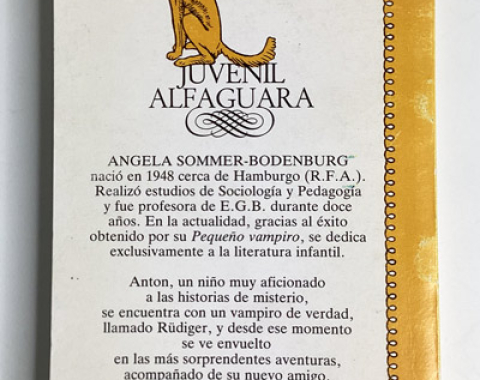 JUVENIL
ALFAGUARA
ANGELA SOMMER-BODENBURG
nació en 1948 cerca de Hamburgo (R.F.A.).
Realizó estudios de Sociología y Pedagogía
y fue profesora de E.G.B. durante doce
años. En la actualidad, gracias al éxito
obtenido por su Pequeño vampiro, se dedica
exclusivamente a la literatura infantil.
Anton, un niño muy aficionado
a las historias de misterio,
se encuentra con un vampiro de verdad,
llamado Rüdiger, y desde ese momento
se ve envuelto
en las más sorprendentes aventuras,
acompañado de su nuevo amigo.